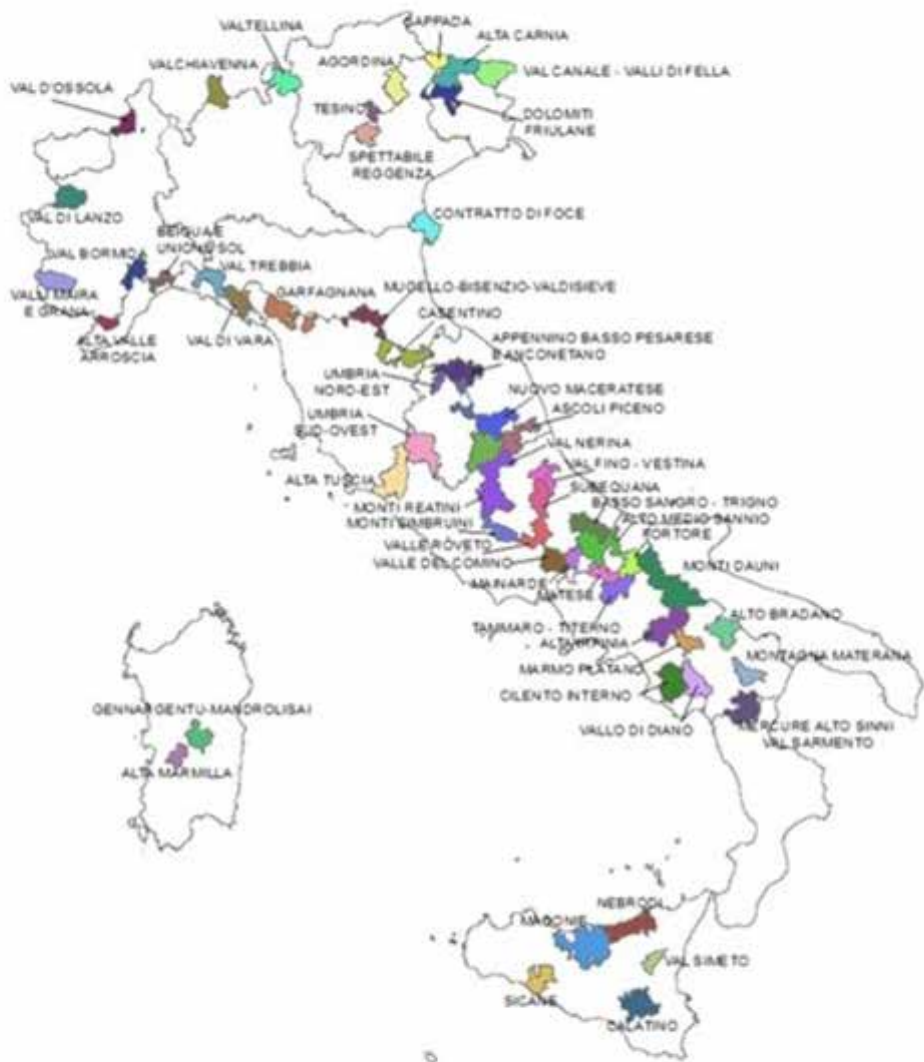 VALTELLINA
SAPPADA
ALTA CARNIA
VALCHIAVENNA
AGORDINA
VAL CANALE - VALLI DI FELLA
VAL D'OSSOLA
TESINO
DOLOMITI
FRIULANE
SPETTABILE
REGGENZA
VAL DI LANZO
CONTRATTO DI FOCE
BEIGUA E
UNIONE SOL
VAL BORMIDA
VAL TREBBIA
VALLI MAIRA
E GRANA
GARFAGNANA
MUGELLO-BISENZIO-VALDISIEVE
CASENTINO
ALTA VALLE
ARROSCIA
VAL DI VARA
APPENNINO BASSO PESARESE
E ANCONETANO
UMBRIA
NORD-EST
NUOVO MACERATESE
ASCOLI PICENO
UMBRIA
SUD-OVEST
VAL NERINA
VAL FINO - VESTINA
ALTA TUSCIA
SUBEQUANA
MONTI REATINI
BASSO SANGRO - TRIGNO
MONTI SIMBRUINI
ALTO MEDIO SANNIO
FORTORE
VALLE ROVETO
VALLE DEL COMINO
MONTI DAUNI
MAINARDE
MATESE
ALTO BRADANO
TAMMARO - TITERNO
ALTA IRPINIA
MONTAGNA MATERANA
MARMO PLATANO
CILENTO INTERNO
VALLO DI DIANO
MERCURE ALTO SINNI
VAL SARMENTO
GENNARGENTU-MANDROLISAI
ALTA MARMILLA
NEBRODI
MADONIE
VAL SIMETO
SICANE
CALATINO